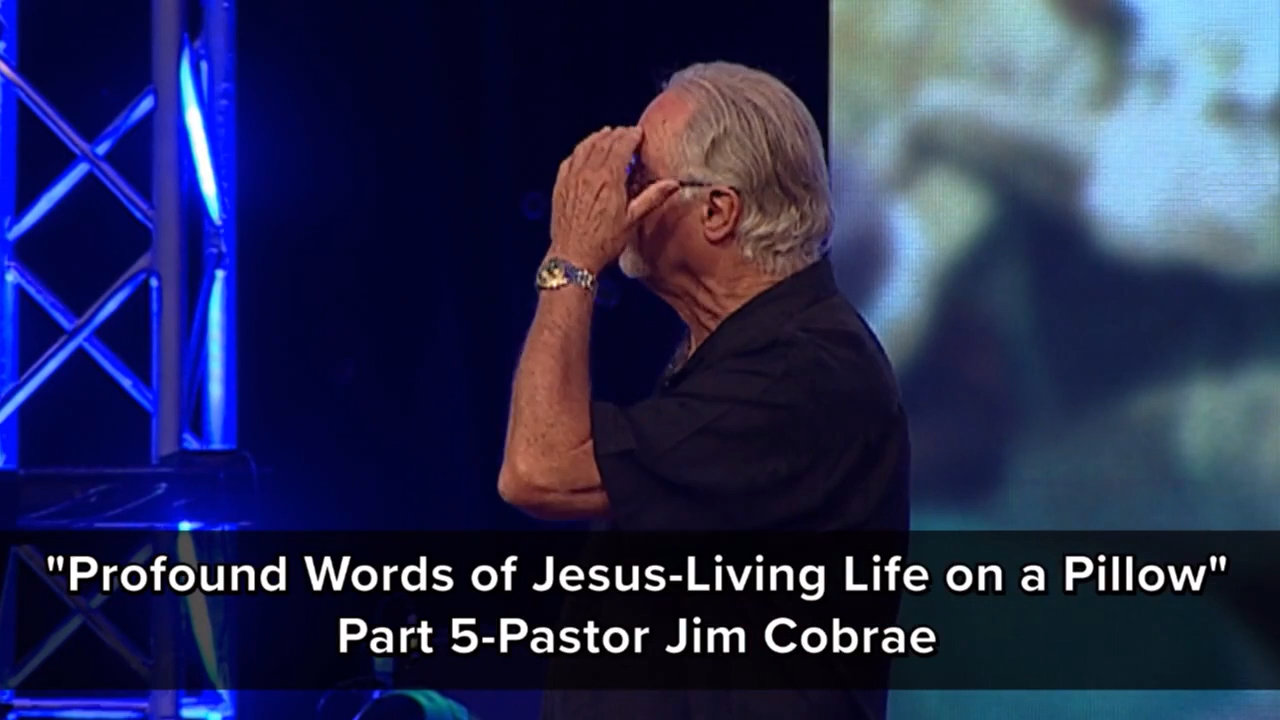 "Profound Words of Jesus-Living Life on a Pillow"
Part 5-Pastor Jim Cobrae